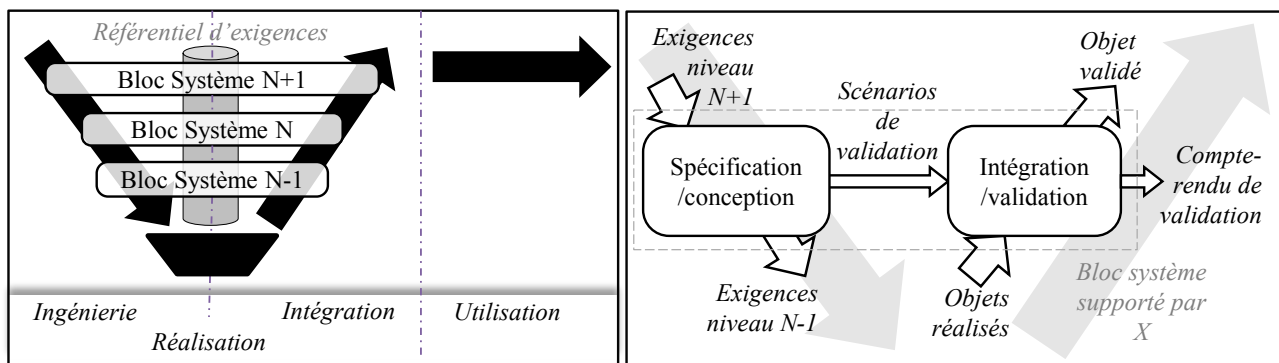 Référentiel d’exigences
Bloc Système N+1
Bloc Système N
Bloc Système N-1
Ingénierie
Intégration
Utilisation
Réalisation
Exigences
niveau
N+1
Scénarios
de
validation
Objet
validé
Spécification
/conception
Intégration
/validation
Compte-
rendu de
validation
Exigences
niveau N-1
Objets
réalisés
Bloc système
supporté par
X